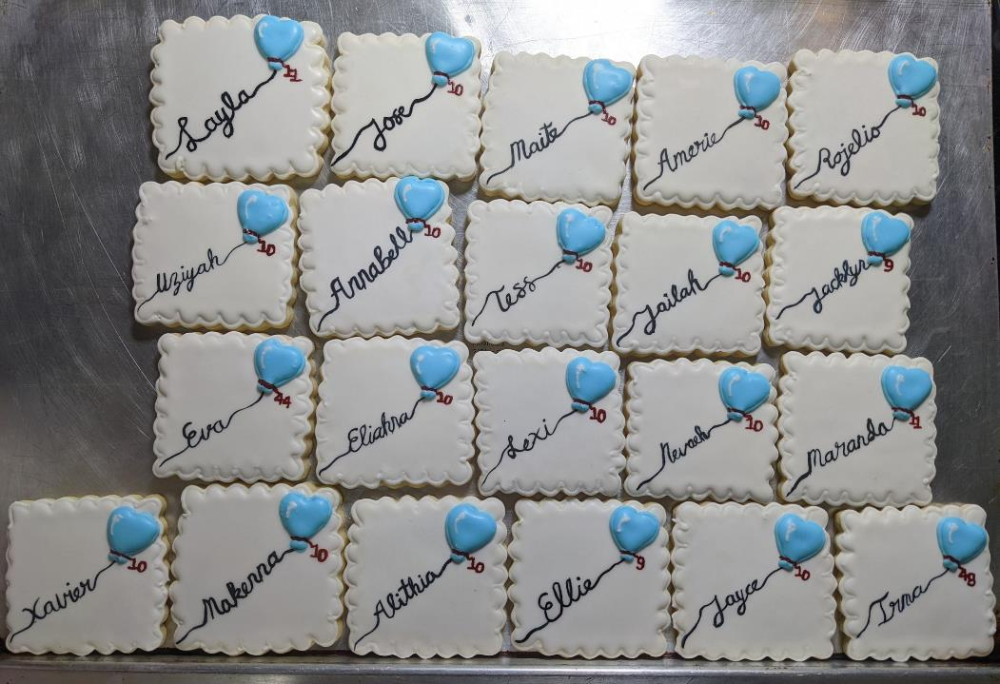 Layla 11
Jose 10
Maite 10
Amerie 10
Rojelio 10
Uziyah 10
Annabell 10
Tess 10
Jailah 10
Jacklyn 9
Eva 44
Eliahna 10
Lexi 10
Nevaeh 10
Maranda 11
Xavier 10
Makenna 10
Alithia 10
Ellie 9
Jayce 10
Irna 48